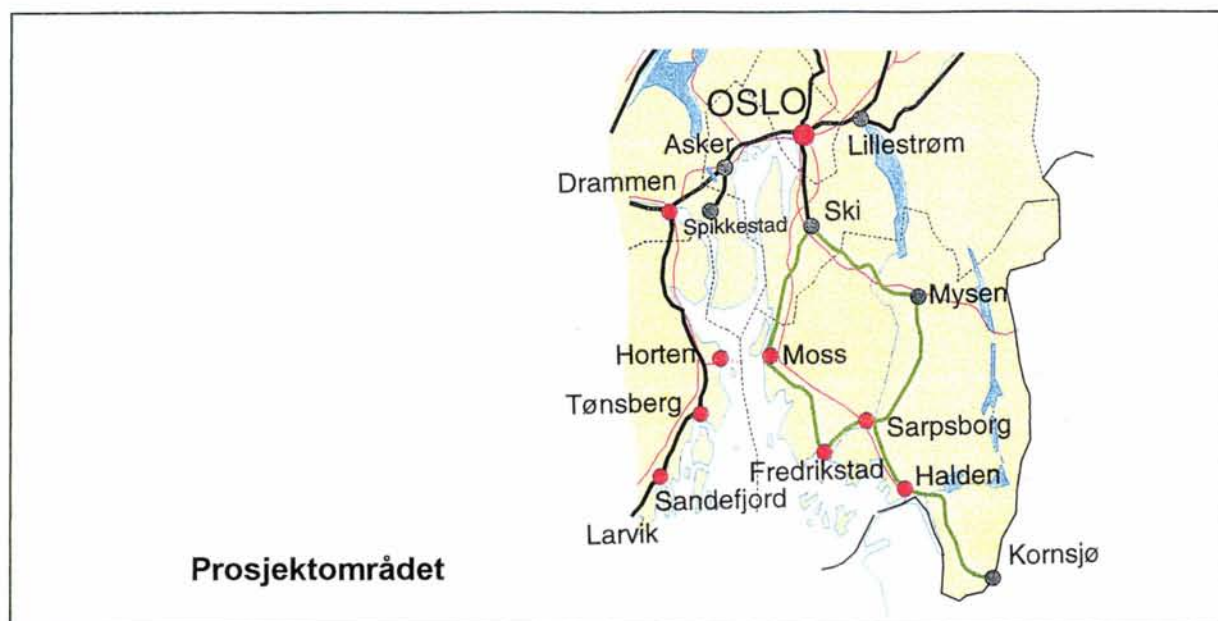 OSLO
Asker
Lillestrøm
Drammen
Spikkestad
Ski
Mysen
Horten
Moss
Tønsberg
Sarpsborg
Fredrikstad
Halden
Sandefjord
Larvik
Kornsjø
Prosjektområdet